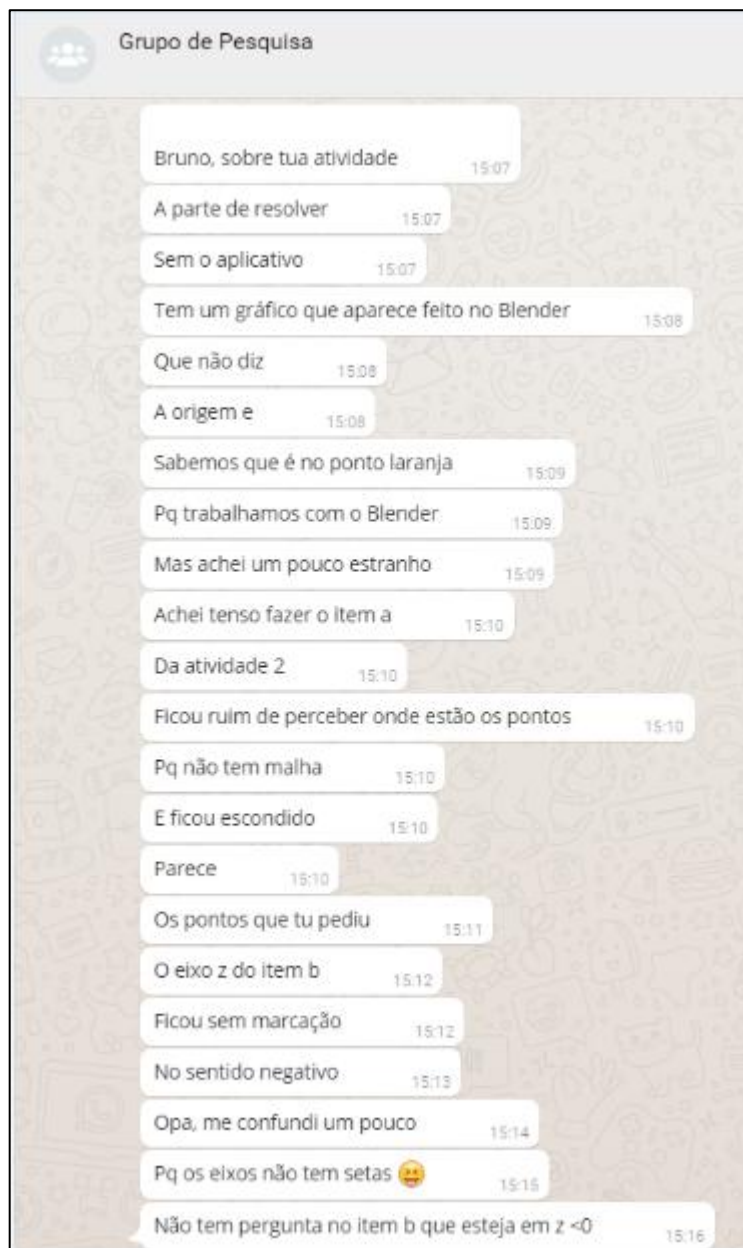 Grupo de Pesquisa
Bruno, sobre tua atividade 15:07
A parte de resolver 15:07
Sem o aplicativo 15:07
Tem um gráfico que aparece feito no Blender 15:08
Que não diz 15:08
A origem e 15:08
Sabemos que é no ponto laranja 15:09
Pq trabalhamos com o Blender 15:09
Mas achei um pouco estranho 15:09
Achei tenso fazer o item a 15:10
Da atividade 2 15:10
Ficou ruim de perceber onde estão os pontos 15:10
Pq não tem malha 15:10
E ficou escondido 15:10
Parece 15:10
Os pontos que tu pediu 15:11
O eixo z do item b 15:12
Ficou sem marcação 15:12
No sentido negativo 15:13
Opa, me confundi um pouco 15:14
Pq os eixos não tem setas 😛 15:15
Não tem pergunta no item b que esteja em z <0 15:16